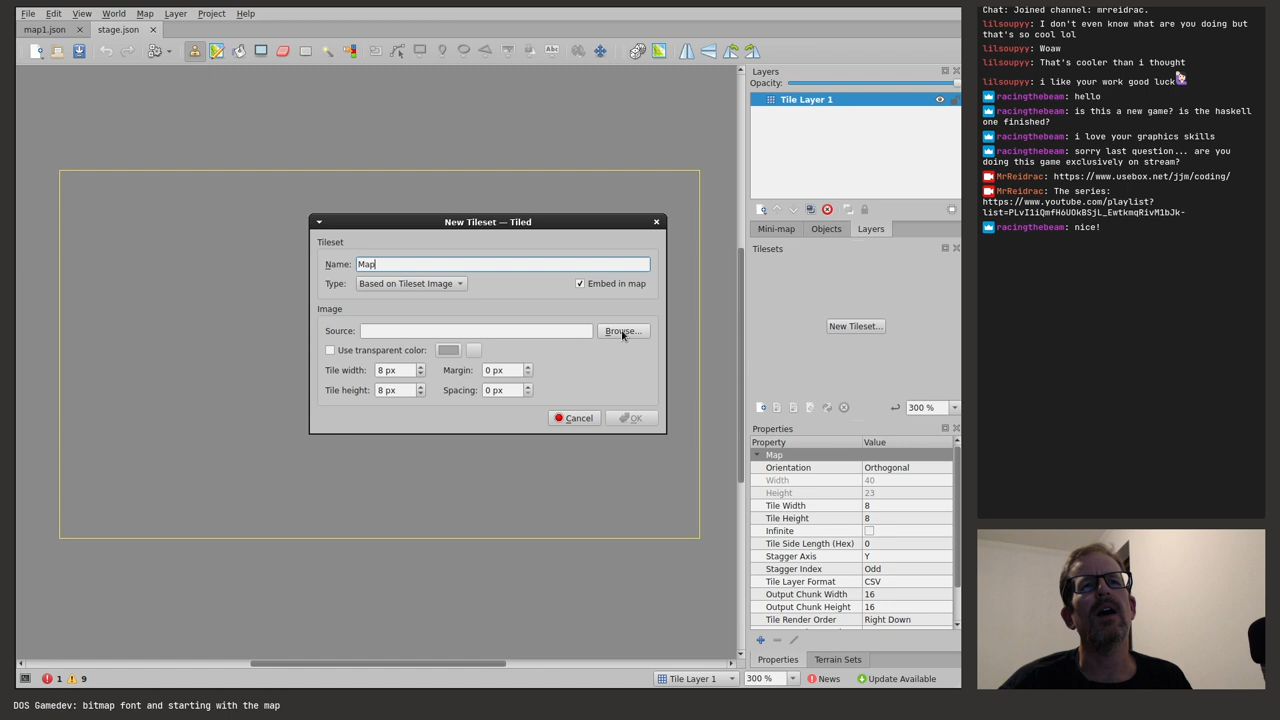 File Edit View World Map Layer Project Help
map1.json
stage.json
Abc
New Tileset — Tiled
Tileset
Name: Map
Type: Based on Tileset Image
Embed in map
Image
Source:
Browse...
Use transparent color:
Tile width: 8 px
Margin: 0 px
Tile height: 8 px
Spacing: 0 px
Cancel
OK
Layers
Opacity:
Tile Layer 1
Mini-map
Objects
Layers
Tilesets
New Tileset...
300 %
Properties
Property Value
Map
Orientation Orthogonal
Width 40
Height 23
Tile Width 8
Tile Height 8
Infinite
Tile Side Length (Hex) 0
Stagger Axis Y
Stagger Index Odd
Tile Layer Format CSV
Output Chunk Width 16
Output Chunk Height 16
Tile Render Order Right Down
Properties
Terrain Sets
1
9
Tile Layer 1
300 %
News
Update Available
DOS Gamedev: bitmap font and starting with the map
Chat: Joined channel: mrreidrac.
lilsoupyy: I don't even know what are you doing but
that's so cool lol
lilsoupyy: Woaw
lilsoupyy: That's cooler than i thought
lilsoupyy: i like your work good luck
racingthebeam: hello
racingthebeam: is this a new game? is the haskell
one finished?
racingthebeam: i love your graphics skills
racingthebeam: sorry last question... are you
doing this game exclusively on stream?
MrReidrac: https://www.usebox.net/jjm/coding/
MrReidrac: The series:
https://www.youtube.com/playlist?
list=PLvI1iQmfH6UOkBSjL_EwtkmqRivM1bJk-
racingthebeam: nice!